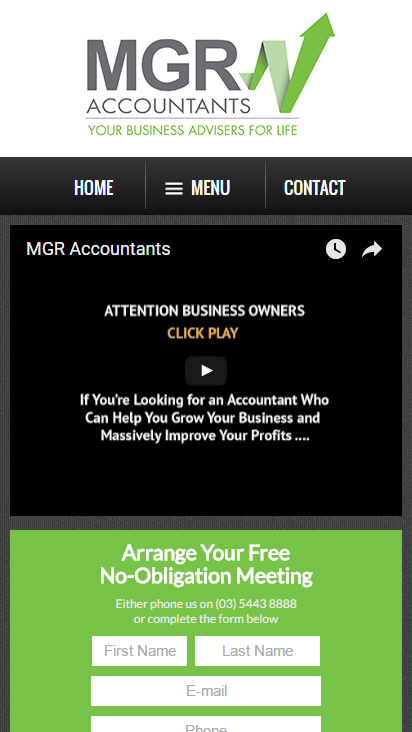 MGR
ACCOUNTANTS
YOUR BUSINESS ADVISERS FOR LIFE
HOME
MENU
CONTACT
MGR Accountants
ATTENTION BUSINESS OWNERS
CLICK PLAY
If You're Looking for an Accountant Who
Can Help You Grow Your Business and
Massively Improve Your Profits ....
Arrange Your Free
No-Obligation Meeting
Either phone us on (03) 5443 8888
or complete the form below
First Name
Last Name
E-mail
Phone